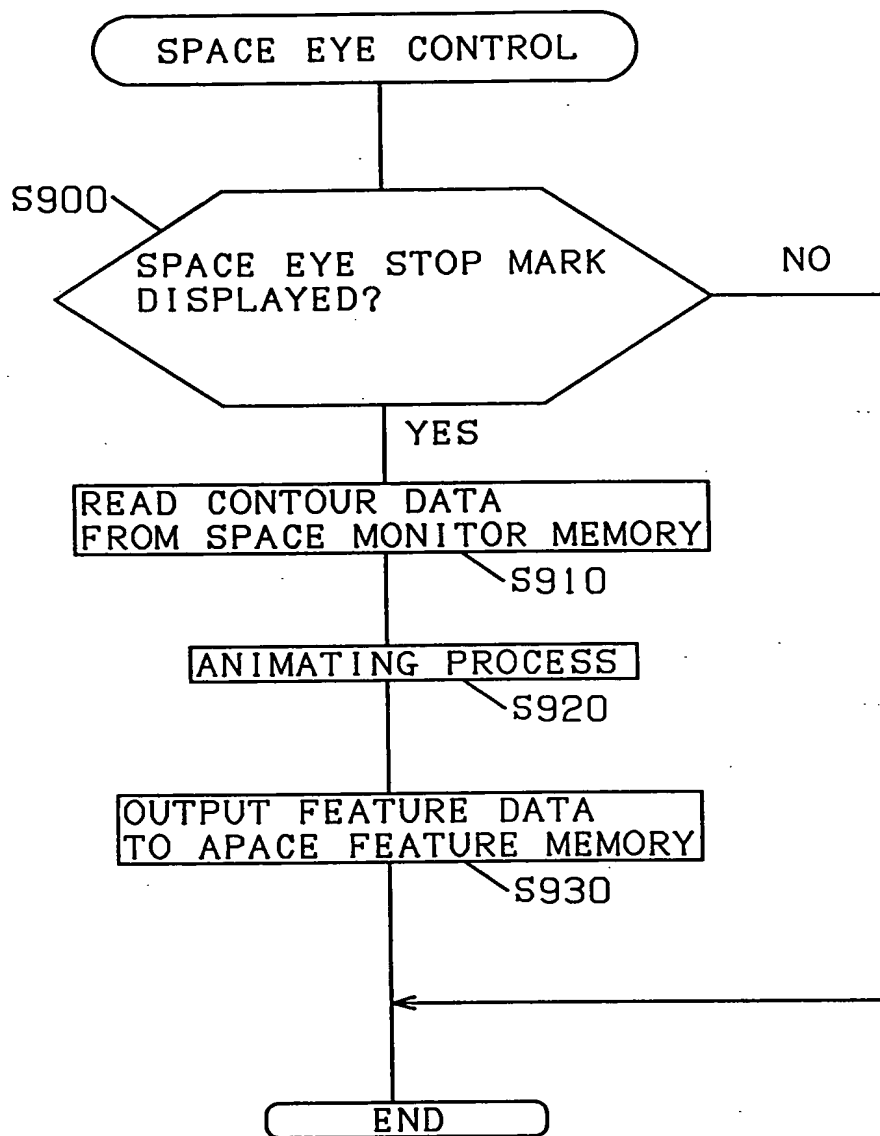 SPACE EYE CONTROL
S900
SPACE EYE STOP MARK
DISPLAYED?
NO
YES
READ CONTOUR DATA
FROM SPACE MONITOR MEMORY
S910
ANIMATING PROCESS
S920
OUTPUT FEATURE DATA
TO APACE FEATURE MEMORY
S930
END